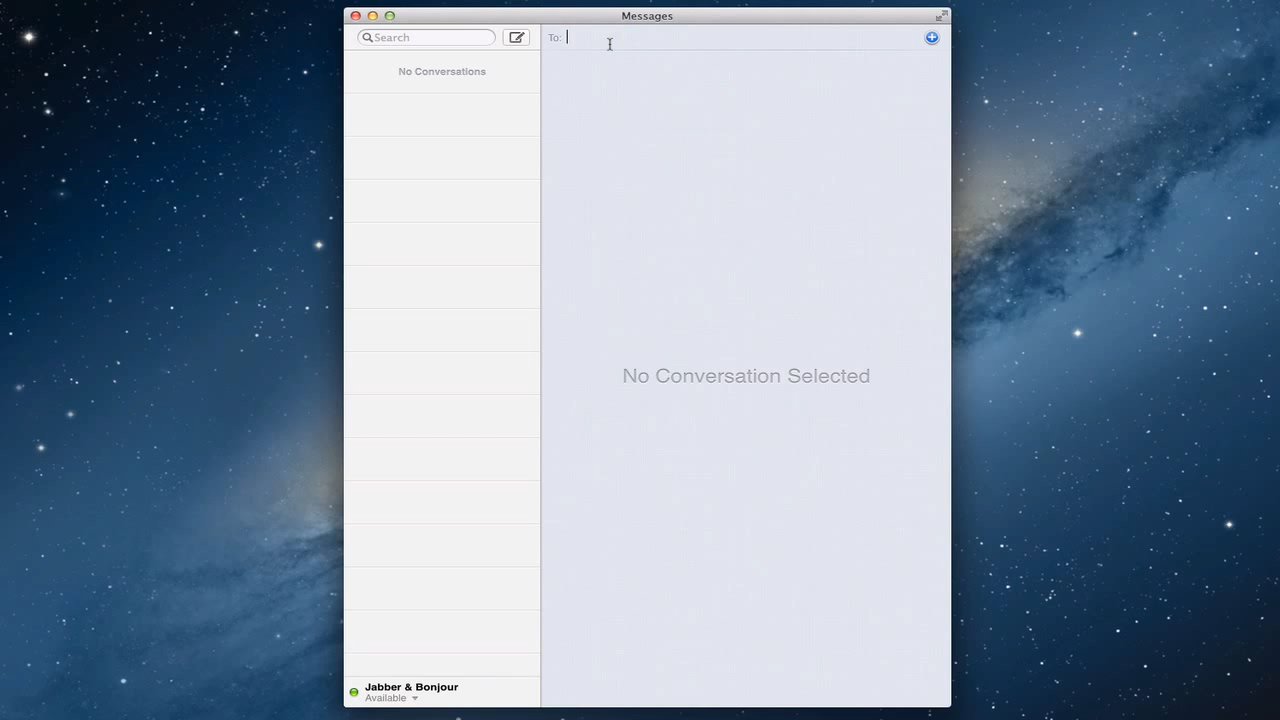 Messages
Search
To:
No Conversations
No Conversation Selected
Jabber & Bonjour
Available